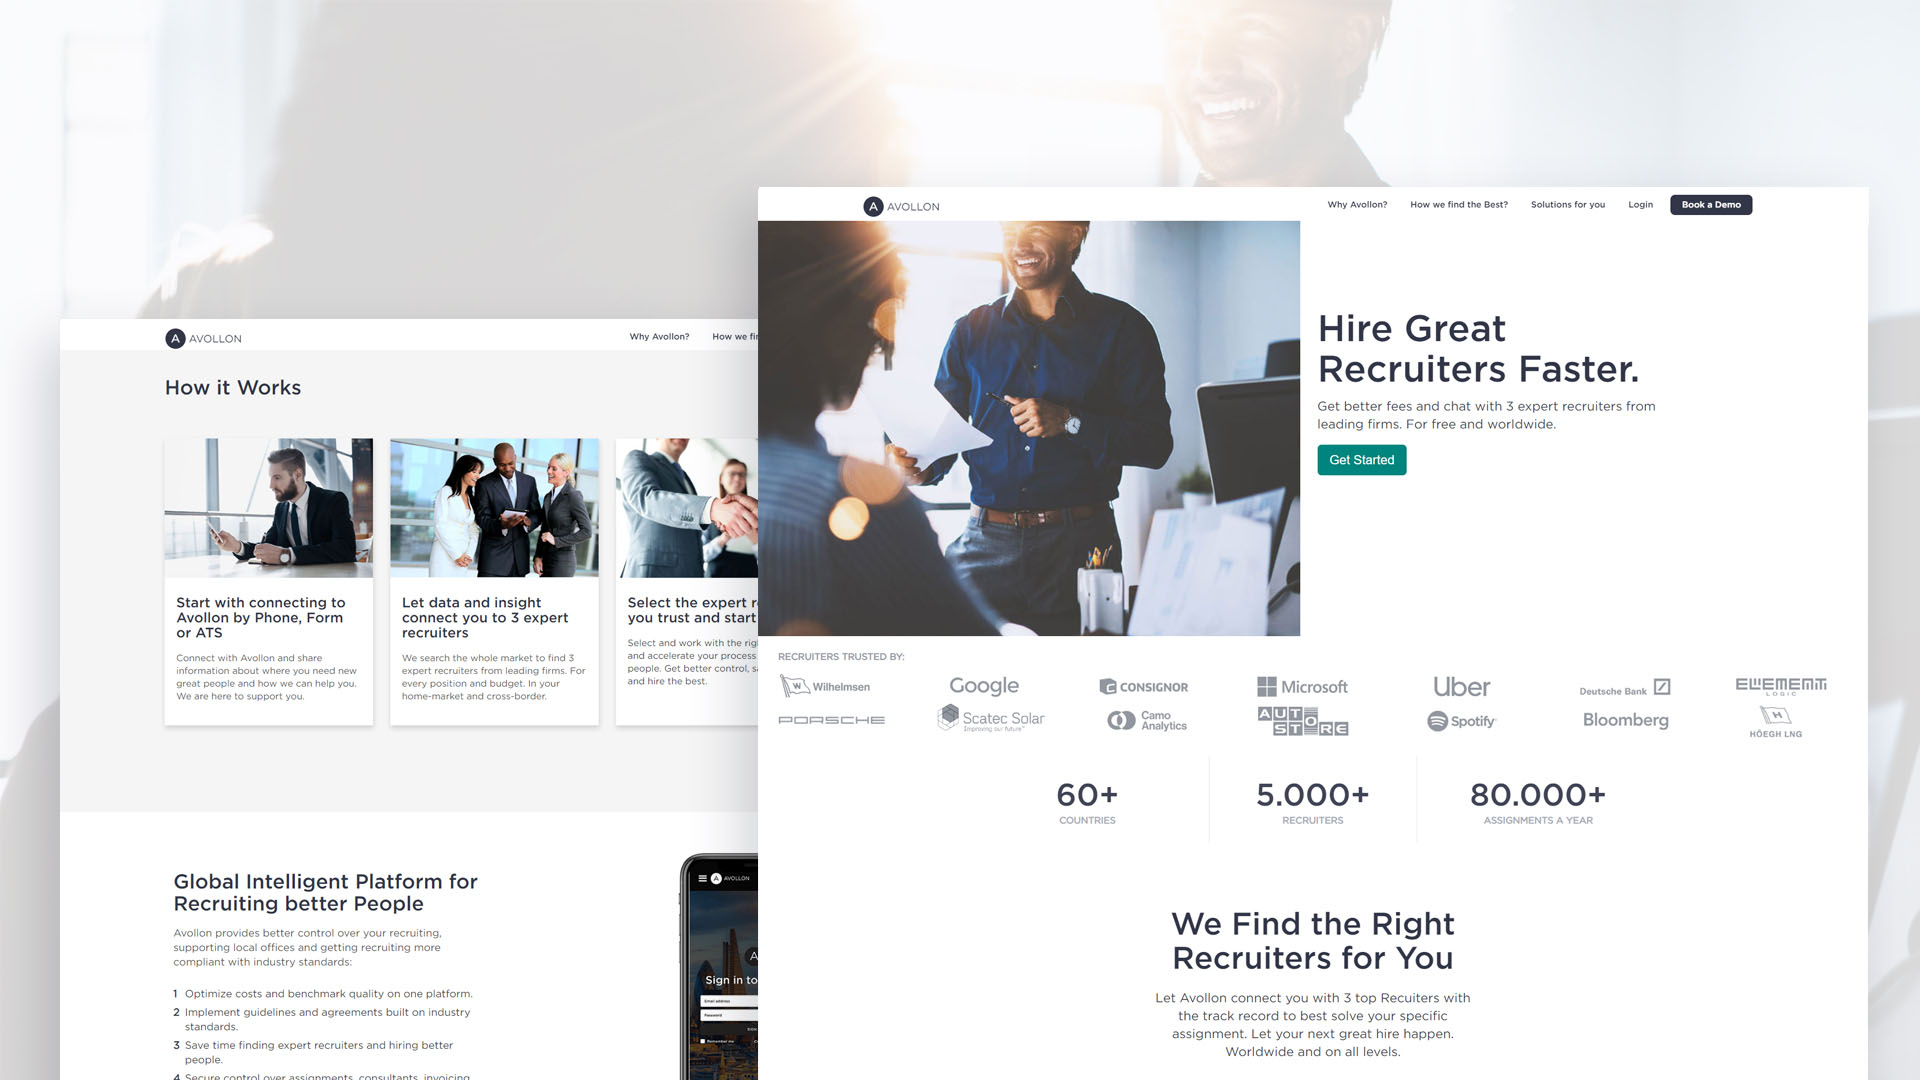 A AVOLLON
Why Avollon?
How we fi
How it Works
Start with connecting to
Avollon by Phone, Form
or ATS
Connect with Avollon and share
information about where you need new
great people and how we can help you.
We are here to support you.
Let data and insight
connect you to 3 expert
recruiters
We search the whole market to find 3
expert recruiters from leading firms. For
every position and budget. In your
home-market and cross-border.
Select the expert r
you trust and start
Select and work with the rig
and accelerate your process
people. Get better control, sa
and hire the best.
Global Intelligent Platform for
Recruiting better People
Avollon provides better control over your recruiting,
supporting local offices and getting recruiting more
compliant with industry standards:
1 Optimize costs and benchmark quality on one platform.
2 Implement guidelines and agreements built on industry
standards.
3 Save time finding expert recruiters and hiring better
people.
4 Secure control over assignments, consultants, invoicing
A AVOLLON
A
Sign in to
Email address
Password
Remember me
A AVOLLON
Why Avollon?
How we find the Best?
Solutions for you
Login
Book a Demo
Hire Great
Recruiters Faster.
Get better fees and chat with 3 expert recruiters from
leading firms. For free and worldwide.
Get Started
RECRUITERS TRUSTED BY:
W Wilhelmsen
Google
CONSIGNOR
Microsoft
Uber
Deutsche Bank
ELEMENT
LOGIC
PORSCHE
Scatec Solar
Improving our future™
Camo
Analytics
AUTO
STORE
Spotify
Bloomberg
H
HÖEGH LNG
60+
COUNTRIES
5.000+
RECRUITERS
80.000+
ASSIGNMENTS A YEAR
We Find the Right
Recruiters for You
Let Avollon connect you with 3 top Recuiters with
the track record to best solve your specific
assignment. Let your next great hire happen.
Worldwide and on all levels.